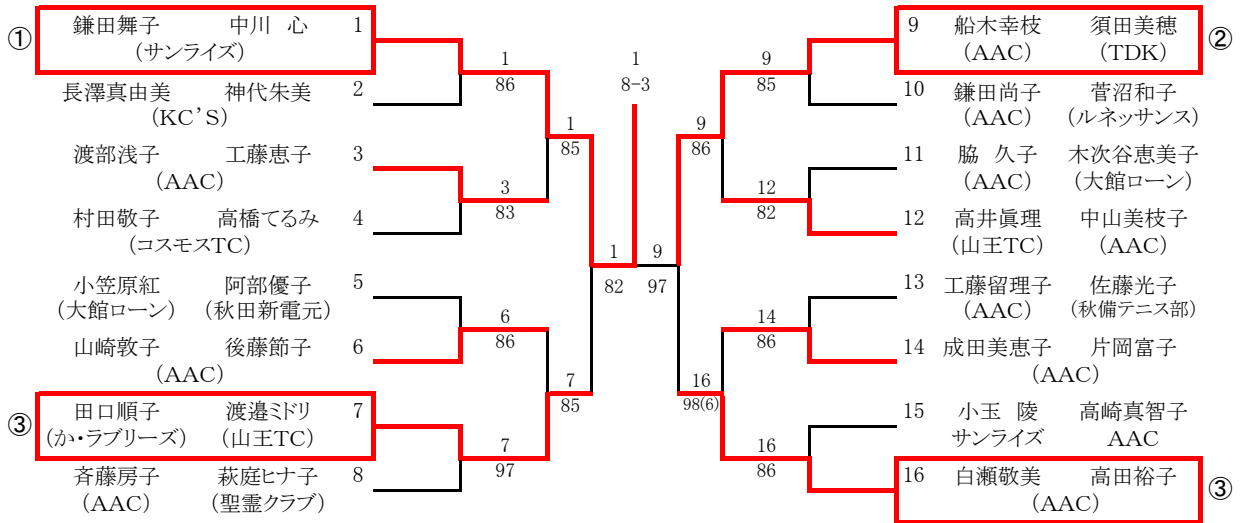 ① 鎌田舞子 中川 心 1
(サンライズ)
長澤真由美 神代朱美 2
(KC'S)
渡部浅子 工藤恵子 3
(AAC)
村田敬子 高橋てるみ 4
(コスモスTC)
小笠原紅 阿部優子 5
(大館ローン) (秋田新電元)
山崎敦子 後藤節子 6
(AAC)
③ 田口順子 渡邉ミドリ 7
(か・ラブリーズ) (山王TC)
斉藤房子 萩庭ヒナ子 8
(AAC) (聖霊クラブ)
1
86
3
83
6
86
7
97
1
85
7
85
1
82
1
8-3
9
97
9
86
16
98(6)
9
85
12
82
14
86
16
86
9 船木幸枝 須田美穂 ②
(AAC) (TDK)
10 鎌田尚子 菅沼和子
(AAC) (ルネッサンス)
11 脇 久子 木次谷恵美子
(AAC) (大館ローン)
12 高井眞理 中山美枝子
(山王TC) (AAC)
13 工藤留理子 佐藤光子
(AAC) (秋備テニス部)
14 成田美恵子 片岡富子
(AAC)
15 小玉 陵 高崎真智子
サンライズ AAC
16 白瀬敬美 高田裕子 ③
(AAC)